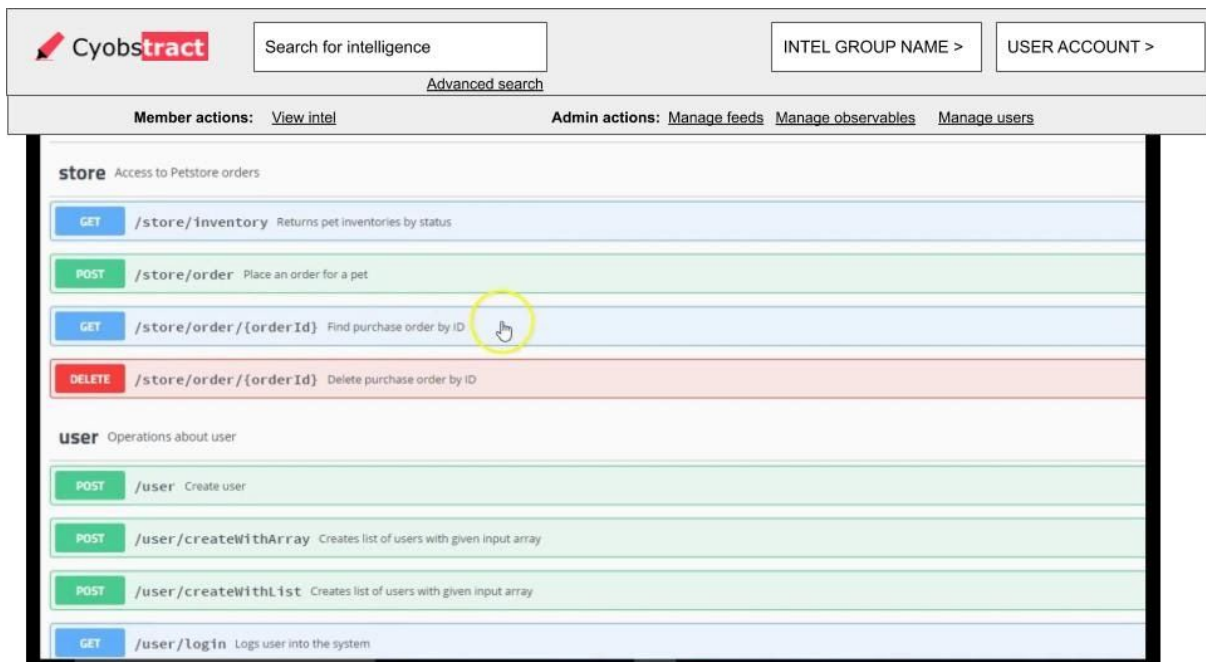 Cyobstract
Search for intelligence
INTEL GROUP NAME >
USER ACCOUNT >
Advanced search
Member actions: View intel
Admin actions: Manage feeds Manage observables Manage users
store Access to Petstore orders
GET /store/inventory Returns pet inventories by status
POST /store/order Place an order for a pet
GET /store/order/{orderId} Find purchase order by ID
DELETE /store/order/{orderId} Delete purchase order by ID
user Operations about user
POST /user Create user
POST /user/createWithArray Creates list of users with given input array
POST /user/createWithList Creates list of users with given input array
GET /user/login Logs user into the system